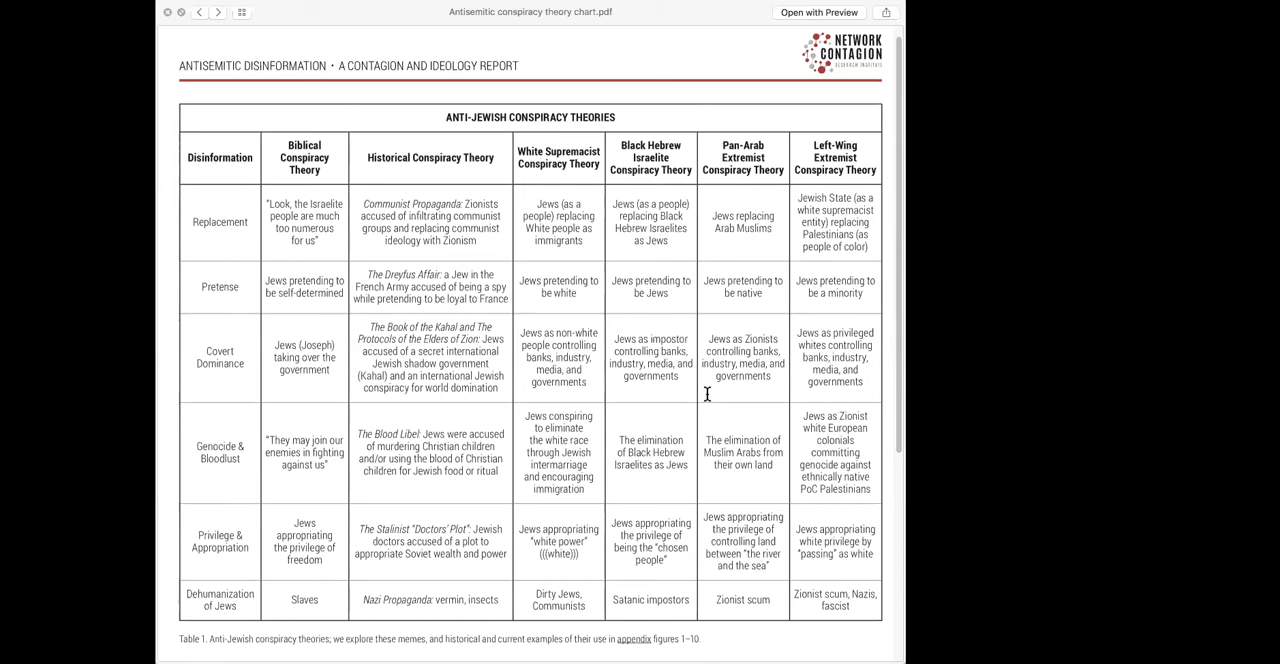 Antisemitic conspiracy theory chart.pdf
Open with Preview
NETWORK
CONTAGION
RESEARCH INSTITUTE
ANTISEMITIC DISINFORMATION • A CONTAGION AND IDEOLOGY REPORT
ANTI-JEWISH CONSPIRACY THEORIES
Disinformation
Biblical
Conspiracy
Theory
Historical Conspiracy Theory
White Supremacist
Conspiracy Theory
Black Hebrew
Israelite
Conspiracy Theory
Pan-Arab
Extremist
Conspiracy Theory
Left-Wing
Extremist
Conspiracy Theory
Replacement
“Look, the Israelite
people are much
too numerous
for us”
Communist Propaganda: Zionists
accused of infiltrating communist
groups and replacing communist
ideology with Zionism
Jews (as a
people) replacing
White people as
immigrants
Jews (as a people)
replacing Black
Hebrew Israelites
as Jews
Jews replacing
Arab Muslims
Jewish State (as a
white supremacist
entity) replacing
Palestinians (as
people of color)
Pretense
Jews pretending to
be self-determined
The Dreyfus Affair: a Jew in the
French Army accused of being a spy
while pretending to be loyal to France
Jews pretending to
be white
Jews pretending to
be Jews
Jews pretending to
be native
Jews pretending to
be a minority
Covert
Dominance
Jews (Joseph)
taking over the
government
The Book of the Kahal and The
Protocols of the Elders of Zion: Jews
accused of a secret international
Jewish shadow government
(Kahal) and an international Jewish
conspiracy for world domination
Jews as non-white
people controlling
banks, industry,
media, and
governments
Jews as impostor
controlling banks,
industry, media, and
governments
Jews as Zionists
controlling banks,
industry, media, and
governments
Jews as privileged
whites controlling
banks, industry,
media, and
governments
Genocide &
Bloodlust
“They may join our
enemies in fighting
against us”
The Blood Libel: Jews were accused
of murdering Christian children
and/or using the blood of Christian
children for Jewish food or ritual
Jews conspiring
to eliminate
the white race
through Jewish
intermarriage
and encouraging
immigration
The elimination
of Black Hebrew
Israelites as Jews
The elimination of
Muslim Arabs from
their own land
Jews as Zionist
white European
colonials
committing
genocide against
ethnically native
PoC Palestinians
Privilege &
Appropriation
Jews
appropriating
the privilege of
freedom
The Stalinist “Doctors’ Plot”: Jewish
doctors accused of a plot to
appropriate Soviet wealth and power
Jews appropriating
“white power”
(((white)))
Jews appropriating
the privilege of
being the “chosen
people”
Jews appropriating
the privilege of
controlling land
between “the river
and the sea”
Jews appropriating
white privilege by
“passing” as white
Dehumanization
of Jews
Slaves
Nazi Propaganda: vermin, insects
Dirty Jews,
Communists
Satanic impostors
Zionist scum
Zionist scum, Nazis,
fascist
Table 1. Anti-Jewish conspiracy theories; we explore these memes, and historical and current examples of their use in appendix figures 1–10.